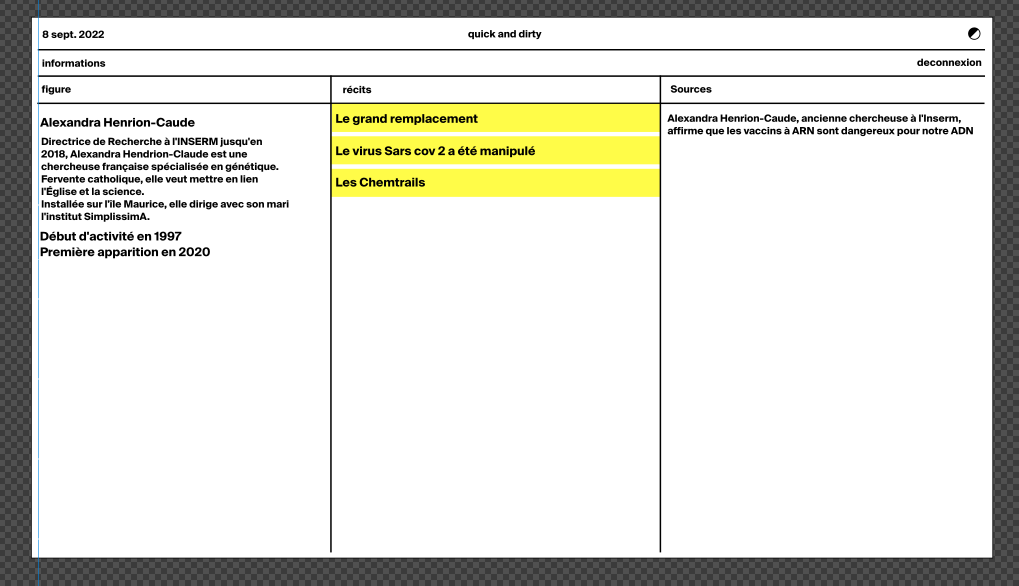 8 sept. 2022
quick and dirty
informations
deconnexion
figure
récits
Sources
Alexandra Henrion-Caude
Directrice de Recherche à l'INSERM jusqu'en
2018, Alexandra Hendrion-Claude est une
chercheuse française spécialisée en génétique.
Fervente catholique, elle veut mettre en lien
l'Église et la science.
Installée sur l'île Maurice, elle dirige avec son mari
l'institut SimplissimA.
Début d'activité en 1997
Première apparition en 2020
Le grand remplacement
Le virus Sars cov 2 a été manipulé
Les Chemtrails
Alexandra Henrion-Caude, ancienne chercheuse à l'Inserm,
affirme que les vaccins à ARN sont dangereux pour notre ADN